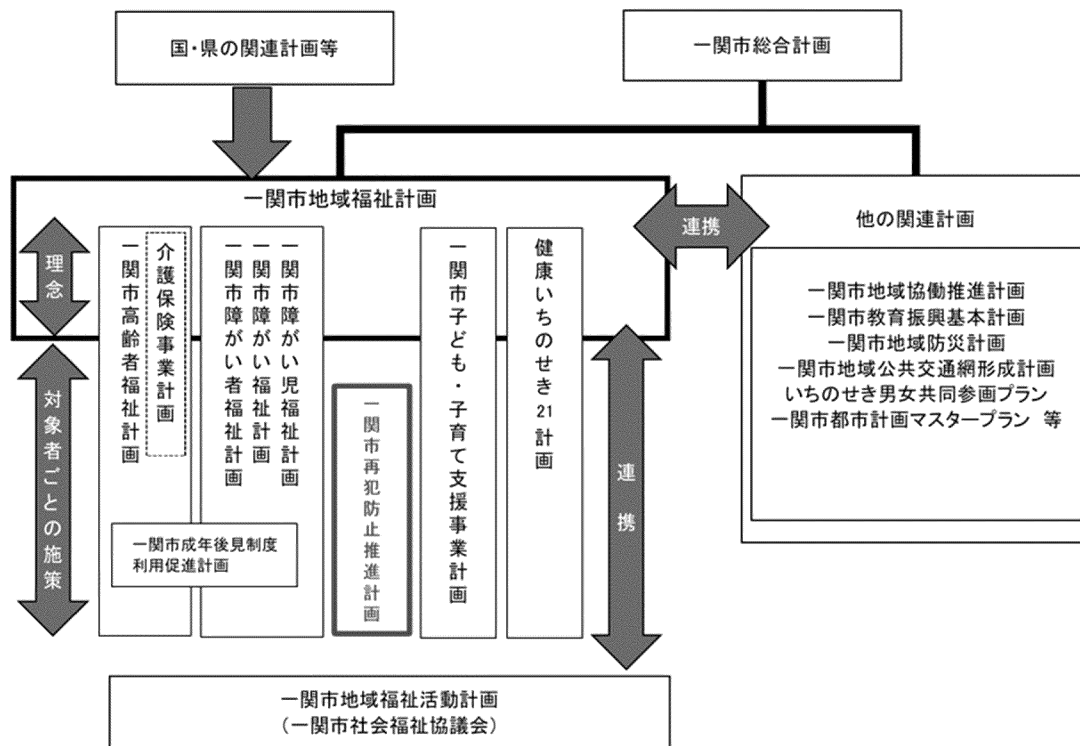 国・県の関連計画等
一関市総合計画
一関市地域福祉計画
連携
他の関連計画
理念
対象者ごとの施策
一関市高齢者福祉計画
介護保険事業計画
一関市障がい者福祉計画
一関市障がい福祉計画
一関市障がい児福祉計画
一関市成年後見制度
利用促進計画
一関市再犯防止推進計画
一関市子ども・子育て支援事業計画
健康いちのせき21計画
連携
一関市地域協働推進計画
一関市教育振興基本計画
一関市地域防災計画
一関市地域公共交通網形成計画
いちのせき男女共同参画プラン
一関市都市計画マスタープラン 等
一関市地域福祉活動計画
（一関市社会福祉協議会）